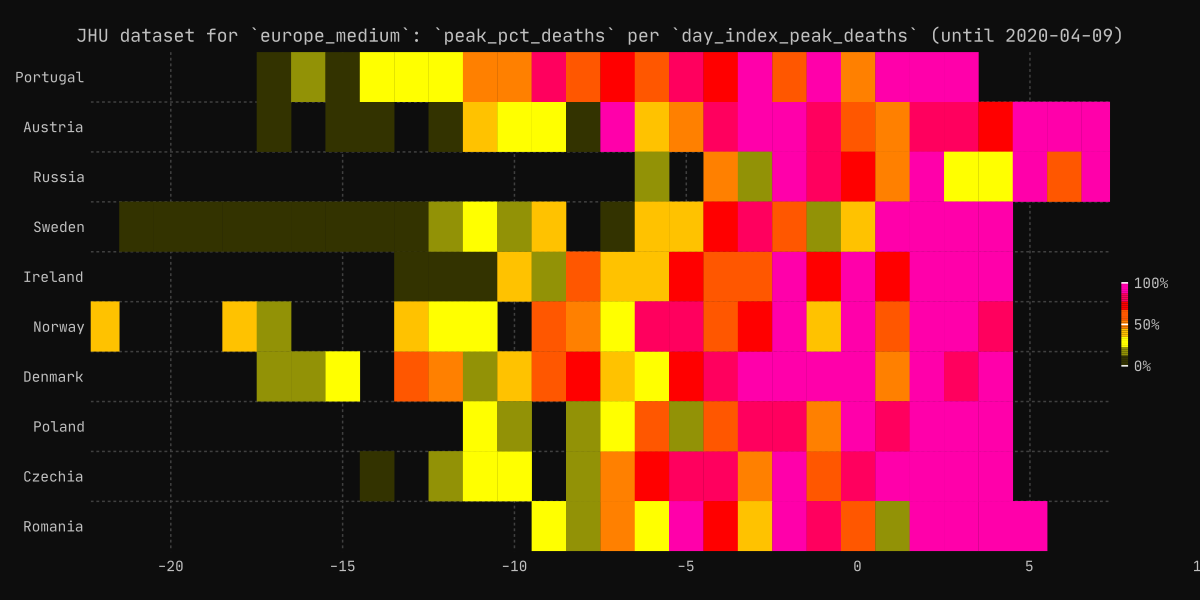 JHU dataset for `europe_medium`: `peak_pct_deaths` per `day_index_peak_deaths` (until 2020-04-09)
Portugal
Austria
Russia
Sweden
Ireland
Norway
Denmark
Poland
Czechia
Romania
100%
50%
0%
-20
-15
-10
-5
0
5
1